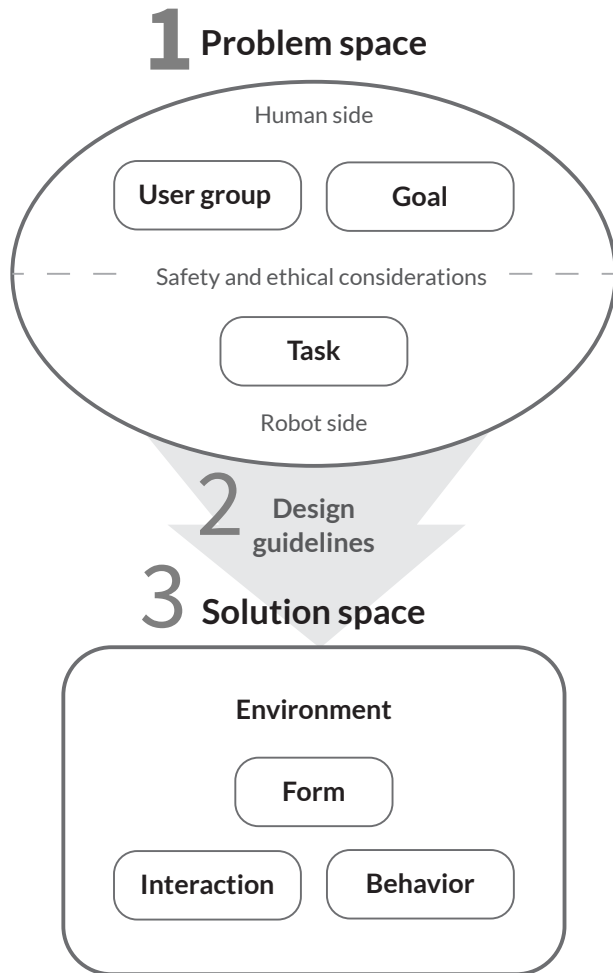 1 Problem space
Human side
User group
Goal
Safety and ethical considerations
Task
Robot side
2 Design
guidelines
3 Solution space
Environment
Form
Interaction
Behavior